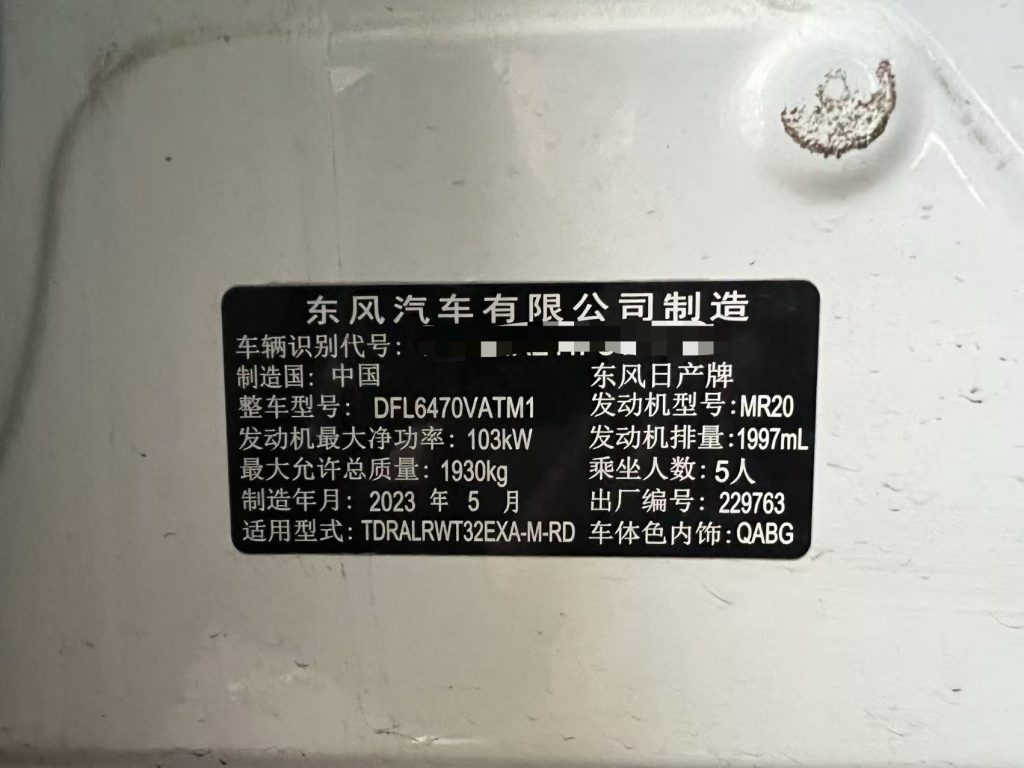 东风汽车有限公司制造
车辆识别代号:
制造国: 中国 东风日产牌
整车型号: DFL6470VATM1 发动机型号:MR20
发动机最大净功率: 103kW 发动机排量:1997mL
最大允许总质量: 1930kg 乘坐人数: 5人
制造年月: 2023 年 5 月 出厂编号: 229763
适用型式: TDRALRWT32EXA-M-RD 车体色内饰:QABG